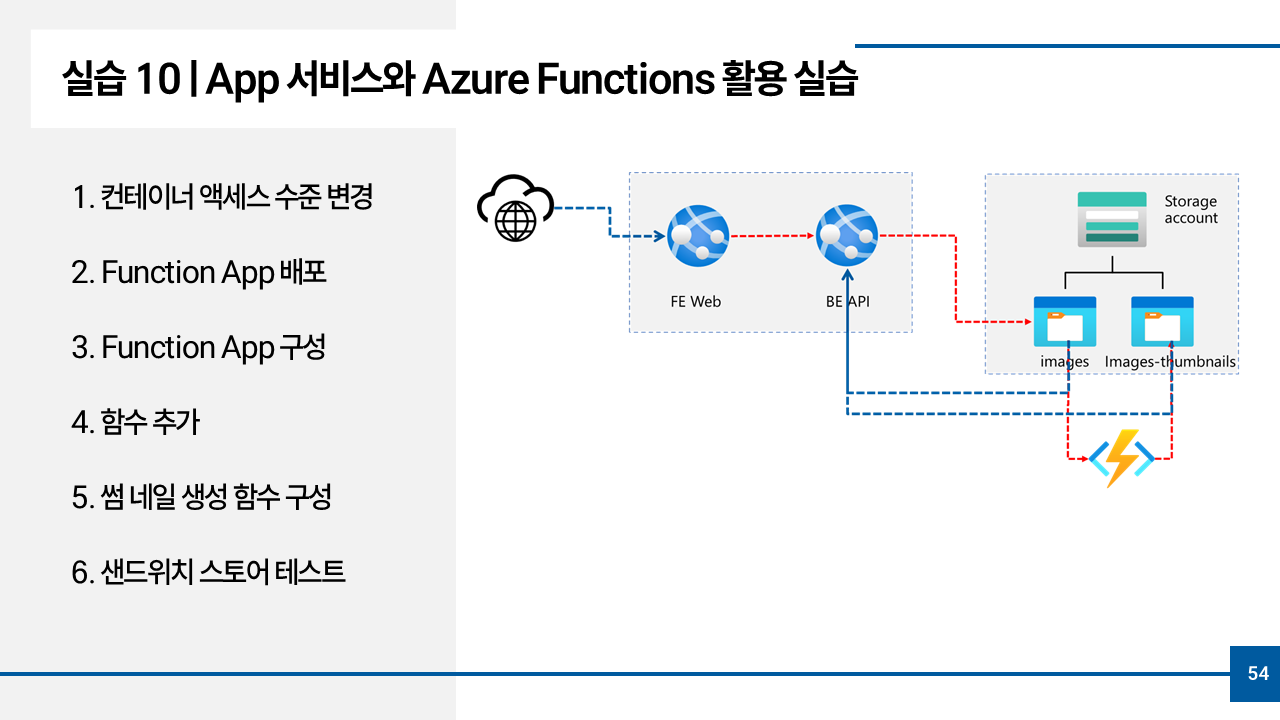 실습 10 | App 서비스와 Azure Functions 활용 실습
1. 컨테이너 액세스 수준 변경
2. Function App 배포
3. Function App 구성
4. 함수 추가
5. 썸 네일 생성 함수 구성
6. 샌드위치 스토어 테스트
FE Web
BE API
Storage
account
images
Images-thumbnails
54